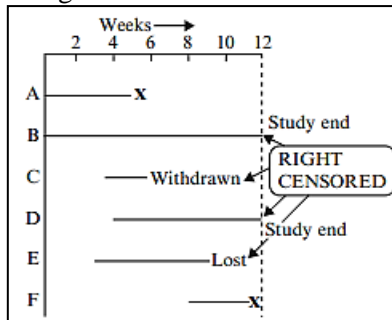 Weeks
2 4 6 8 10 12
A x
B Study end
RIGHT
CENSORED
C Withdrawn
D
Study end
E Lost
F x